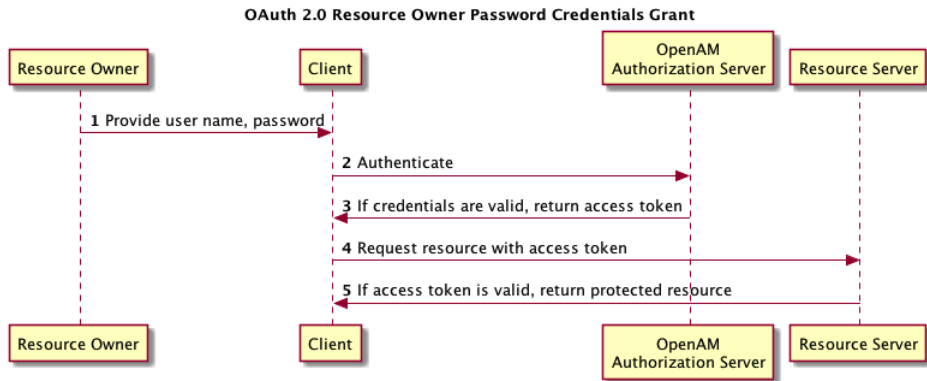 OAuth 2.0 Resource Owner Password Credentials Grant
Resource Owner
Client
OpenAM
Authorization Server
Resource Server
1 Provide user name, password
2 Authenticate
3 If credentials are valid, return access token
4 Request resource with access token
5 If access token is valid, return protected resource
Resource Owner
Client
OpenAM
Authorization Server
Resource Server